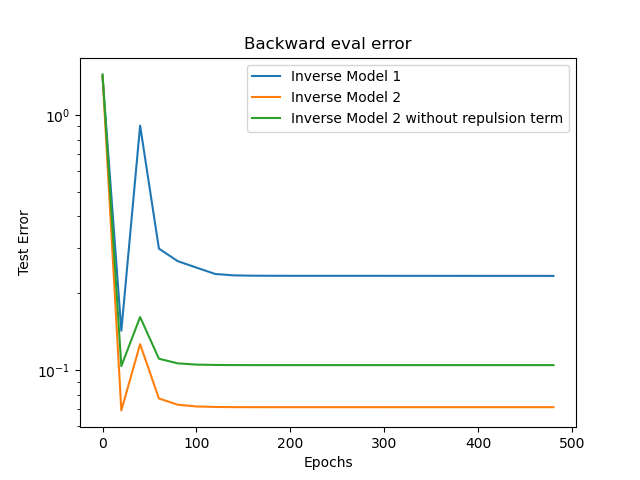 Backward eval error
Inverse Model 1
Inverse Model 2
Inverse Model 2 without repulsion term
Test Error
10⁰
10⁻¹
0 100 200 300 400 500
Epochs